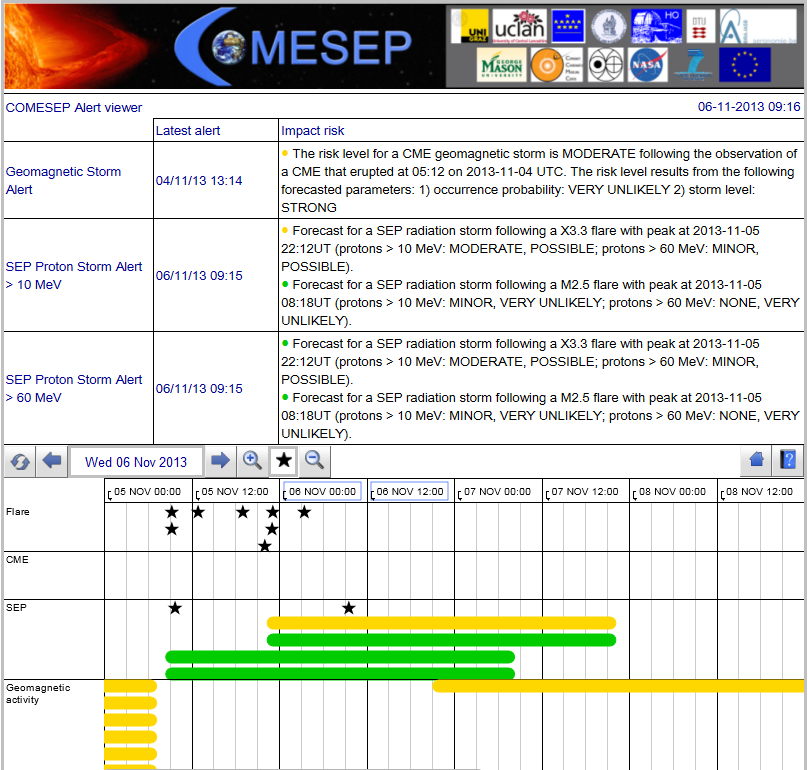 COMESEP
UNI
GRAZ
uclan
University of Central Lancashire
HO
DTU
MASON
UNIVERSITY
NASA
COMESEP Alert viewer
06-11-2013 09:16
Latest alert
Impact risk
Geomagnetic Storm
Alert
04/11/13 13:14
The risk level for a CME geomagnetic storm is MODERATE following the observation of
a CME that erupted at 05:12 on 2013-11-04 UTC. The risk level results from the following
forecasted parameters: 1) occurrence probability: VERY UNLIKELY 2) storm level:
STRONG
SEP Proton Storm Alert
> 10 MeV
06/11/13 09:15
Forecast for a SEP radiation storm following a X3.3 flare with peak at 2013-11-05
22:12UT (protons > 10 MeV: MODERATE, POSSIBLE; protons > 60 MeV: MINOR,
POSSIBLE).
Forecast for a SEP radiation storm following a M2.5 flare with peak at 2013-11-05
08:18UT (protons > 10 MeV: MINOR, VERY UNLIKELY; protons > 60 MeV: NONE, VERY
UNLIKELY).
SEP Proton Storm Alert
> 60 MeV
06/11/13 09:15
Forecast for a SEP radiation storm following a X3.3 flare with peak at 2013-11-05
22:12UT (protons > 10 MeV: MODERATE, POSSIBLE; protons > 60 MeV: MINOR,
POSSIBLE).
Forecast for a SEP radiation storm following a M2.5 flare with peak at 2013-11-05
08:18UT (protons > 10 MeV: MINOR, VERY UNLIKELY; protons > 60 MeV: NONE, VERY
UNLIKELY).
Wed 06 Nov 2013
?
05 NOV 00:00
05 NOV 12:00
06 NOV 00:00
06 NOV 12:00
07 NOV 00:00
07 NOV 12:00
08 NOV 00:00
08 NOV 12:00
Flare
CME
SEP
Geomagnetic
activity